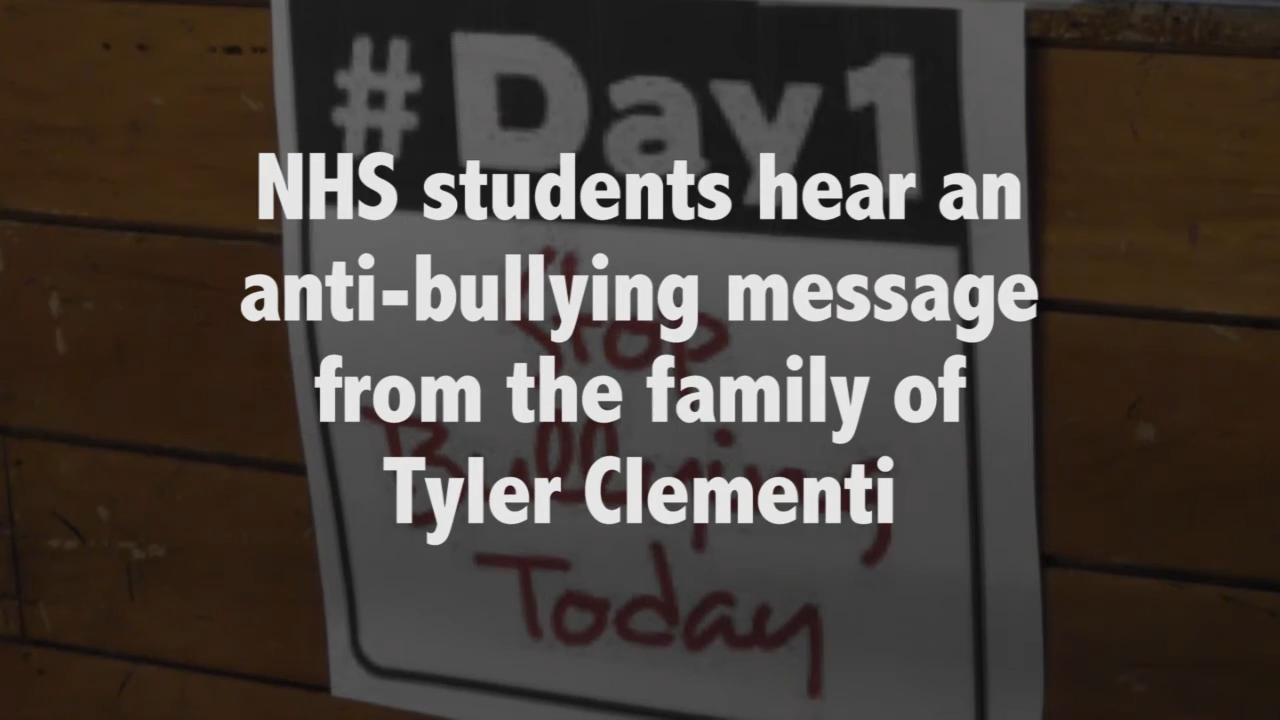 #Day1
NHS students hear an
anti-bullying message
from the family of
Tyler Clementi
Stop
Bullying
Today